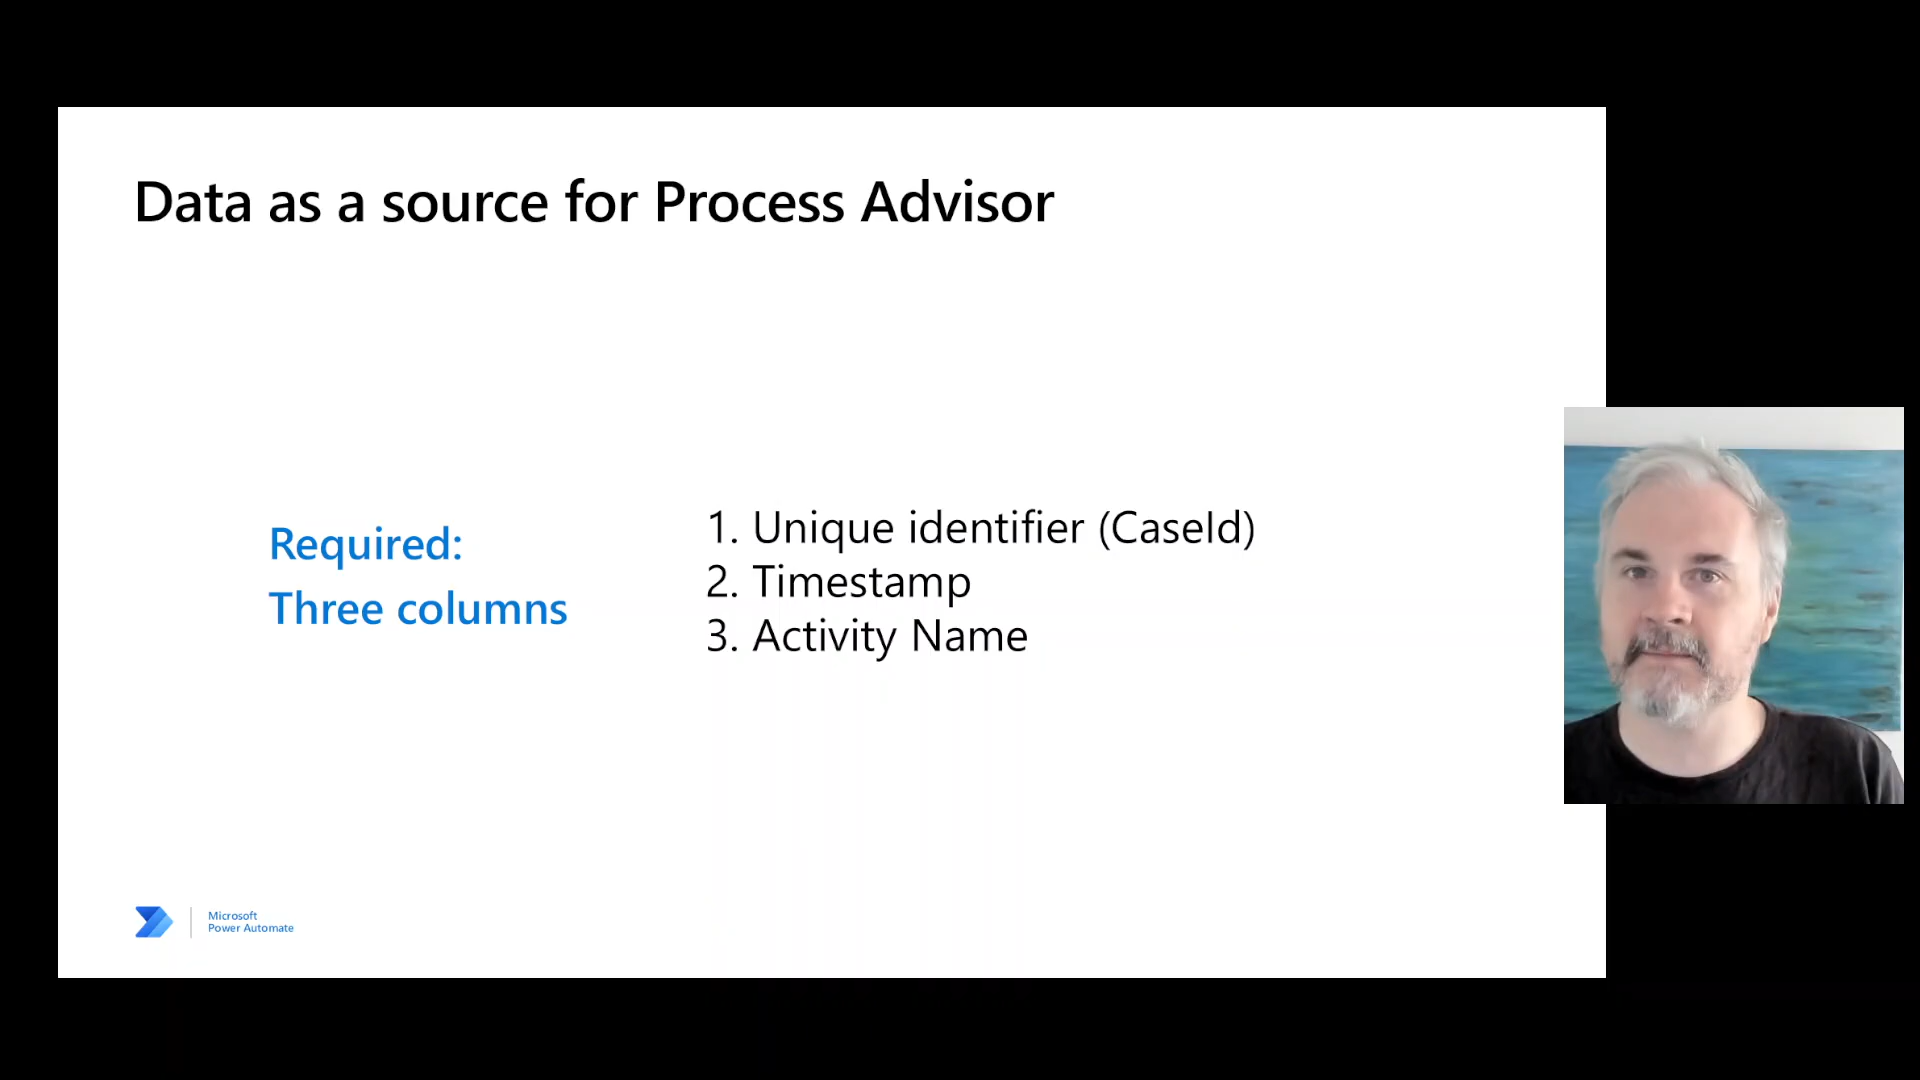 Data as a source for Process Advisor
Required:
Three columns
1. Unique identifier (CaseId)
2. Timestamp
3. Activity Name
Microsoft
Power Automate